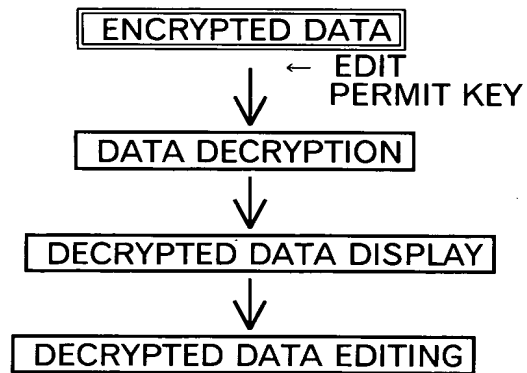 ENCRYPTED DATA
← EDIT
PERMIT KEY
DATA DECRYPTION
DECRYPTED DATA DISPLAY
DECRYPTED DATA EDITING